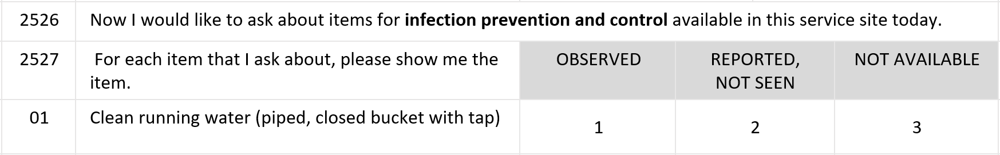 2526 Now I would like to ask about items for infection prevention and control available in this service site today.
2527 For each item that I ask about, please show me the item. OBSERVED REPORTED, NOT SEEN NOT AVAILABLE
01 Clean running water (piped, closed bucket with tap) 1 2 3